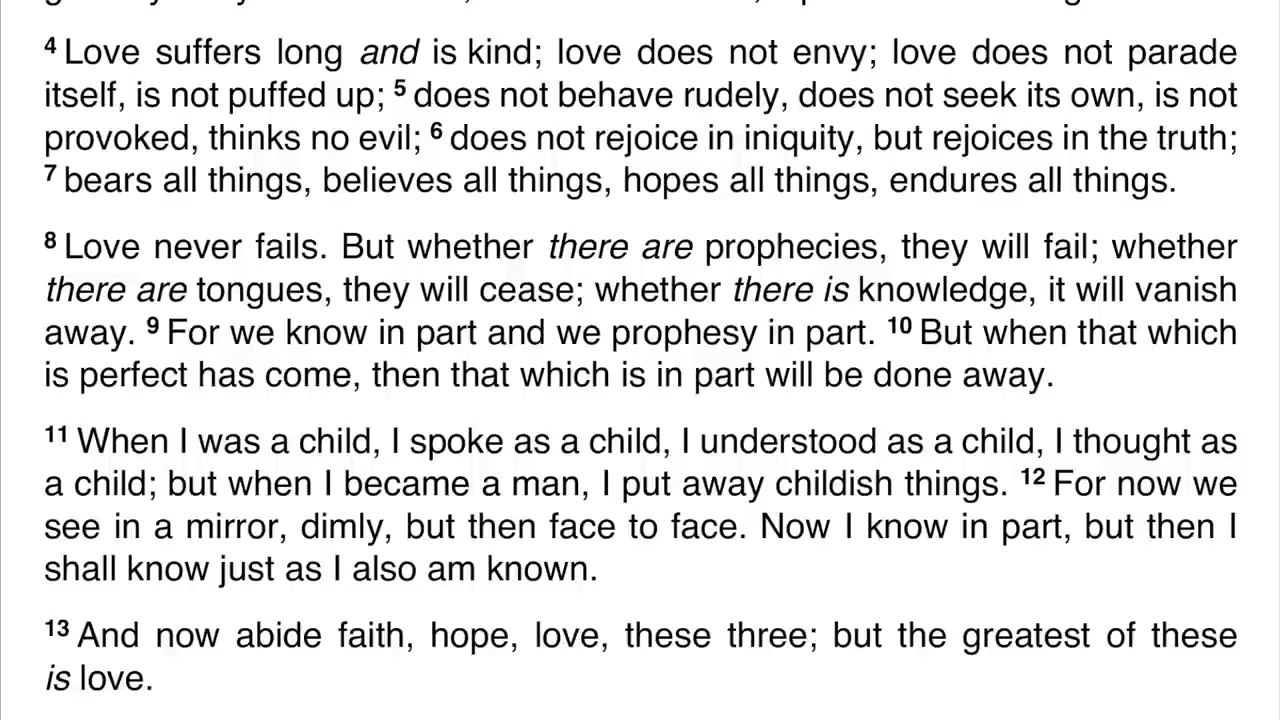 4 Love suffers long and is kind; love does not envy; love does not parade
itself, is not puffed up; 5 does not behave rudely, does not seek its own, is not
provoked, thinks no evil; 6 does not rejoice in iniquity, but rejoices in the truth;
7 bears all things, believes all things, hopes all things, endures all things.
8 Love never fails. But whether there are prophecies, they will fail; whether
there are tongues, they will cease; whether there is knowledge, it will vanish
away. 9 For we know in part and we prophesy in part. 10 But when that which
is perfect has come, then that which is in part will be done away.
11 When I was a child, I spoke as a child, I understood as a child, I thought as
a child; but when I became a man, I put away childish things. 12 For now we
see in a mirror, dimly, but then face to face. Now I know in part, but then I
shall know just as I also am known.
13 And now abide faith, hope, love, these three; but the greatest of these
is love.